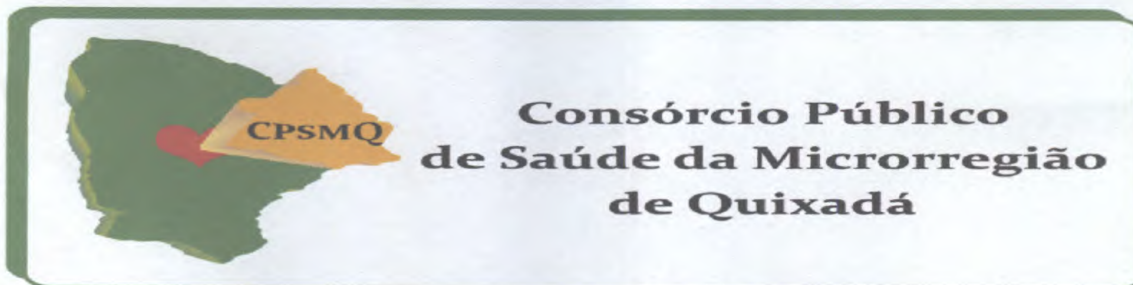 CPSMQ
Consórcio Público
de Saúde da Microrregião
de Quixadá